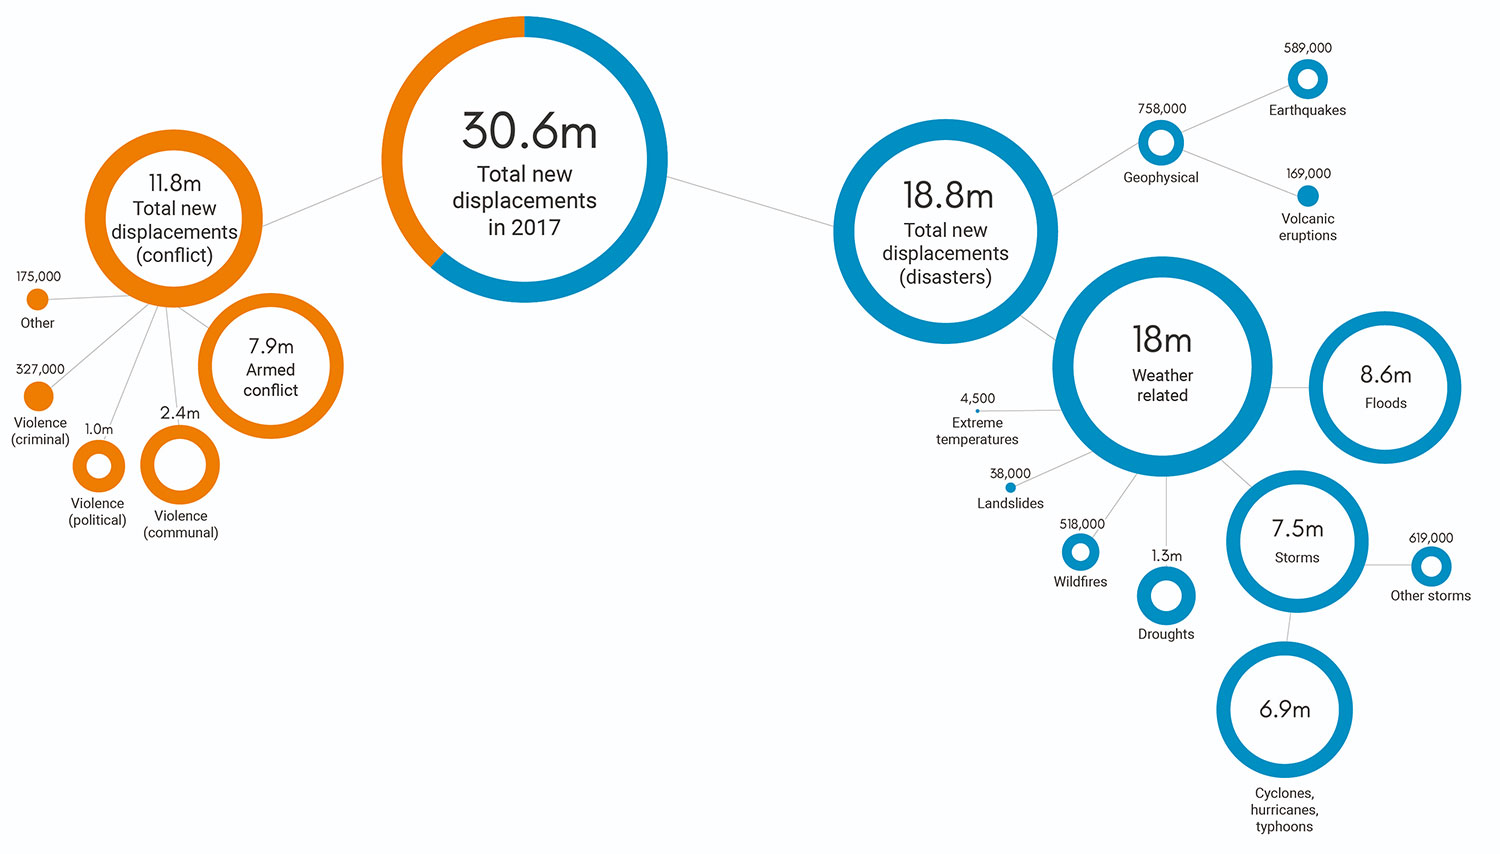 30.6m
Total new
displacements
in 2017
11.8m
Total new
displacements
(conflict)
175,000
Other
327,000
Violence
(criminal)
1.0m
Violence
(political)
2.4m
Violence
(communal)
7.9m
Armed
conflict
18.8m
Total new
displacements
(disasters)
758,000
Geophysical
589,000
Earthquakes
169,000
Volcanic
eruptions
18m
Weather
related
4,500
Extreme
temperatures
38,000
Landslides
518,000
Wildfires
1.3m
Droughts
8.6m
Floods
7.5m
Storms
619,000
Other storms
6.9m
Cyclones,
hurricanes,
typhoons